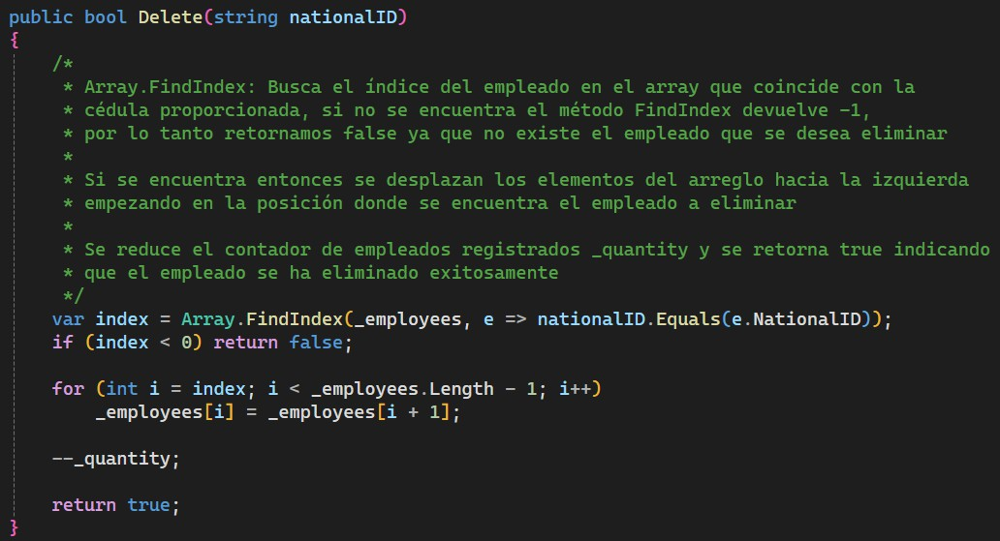 public bool Delete(string nationalID)
{
    /*
     * Array.FindIndex: Busca el índice del empleado en el array que coincide con la
     * cédula proporcionada, si no se encuentra el método FindIndex devuelve -1,
     * por lo tanto retornamos false ya que no existe el empleado que se desea eliminar
     *
     * Si se encuentra entonces se desplazan los elementos del arreglo hacia la izquierda
     * empezando en la posición donde se encuentra el empleado a eliminar
     *
     * Se reduce el contador de empleados registrados _quantity y se retorna true indicando
     * que el empleado se ha eliminado exitosamente
     */
    var index = Array.FindIndex(_employees, e => nationalID.Equals(e.NationalID));
    if (index < 0) return false;

    for (int i = index; i < _employees.Length - 1; i++)
        _employees[i] = _employees[i + 1];

    --_quantity;

    return true;
}